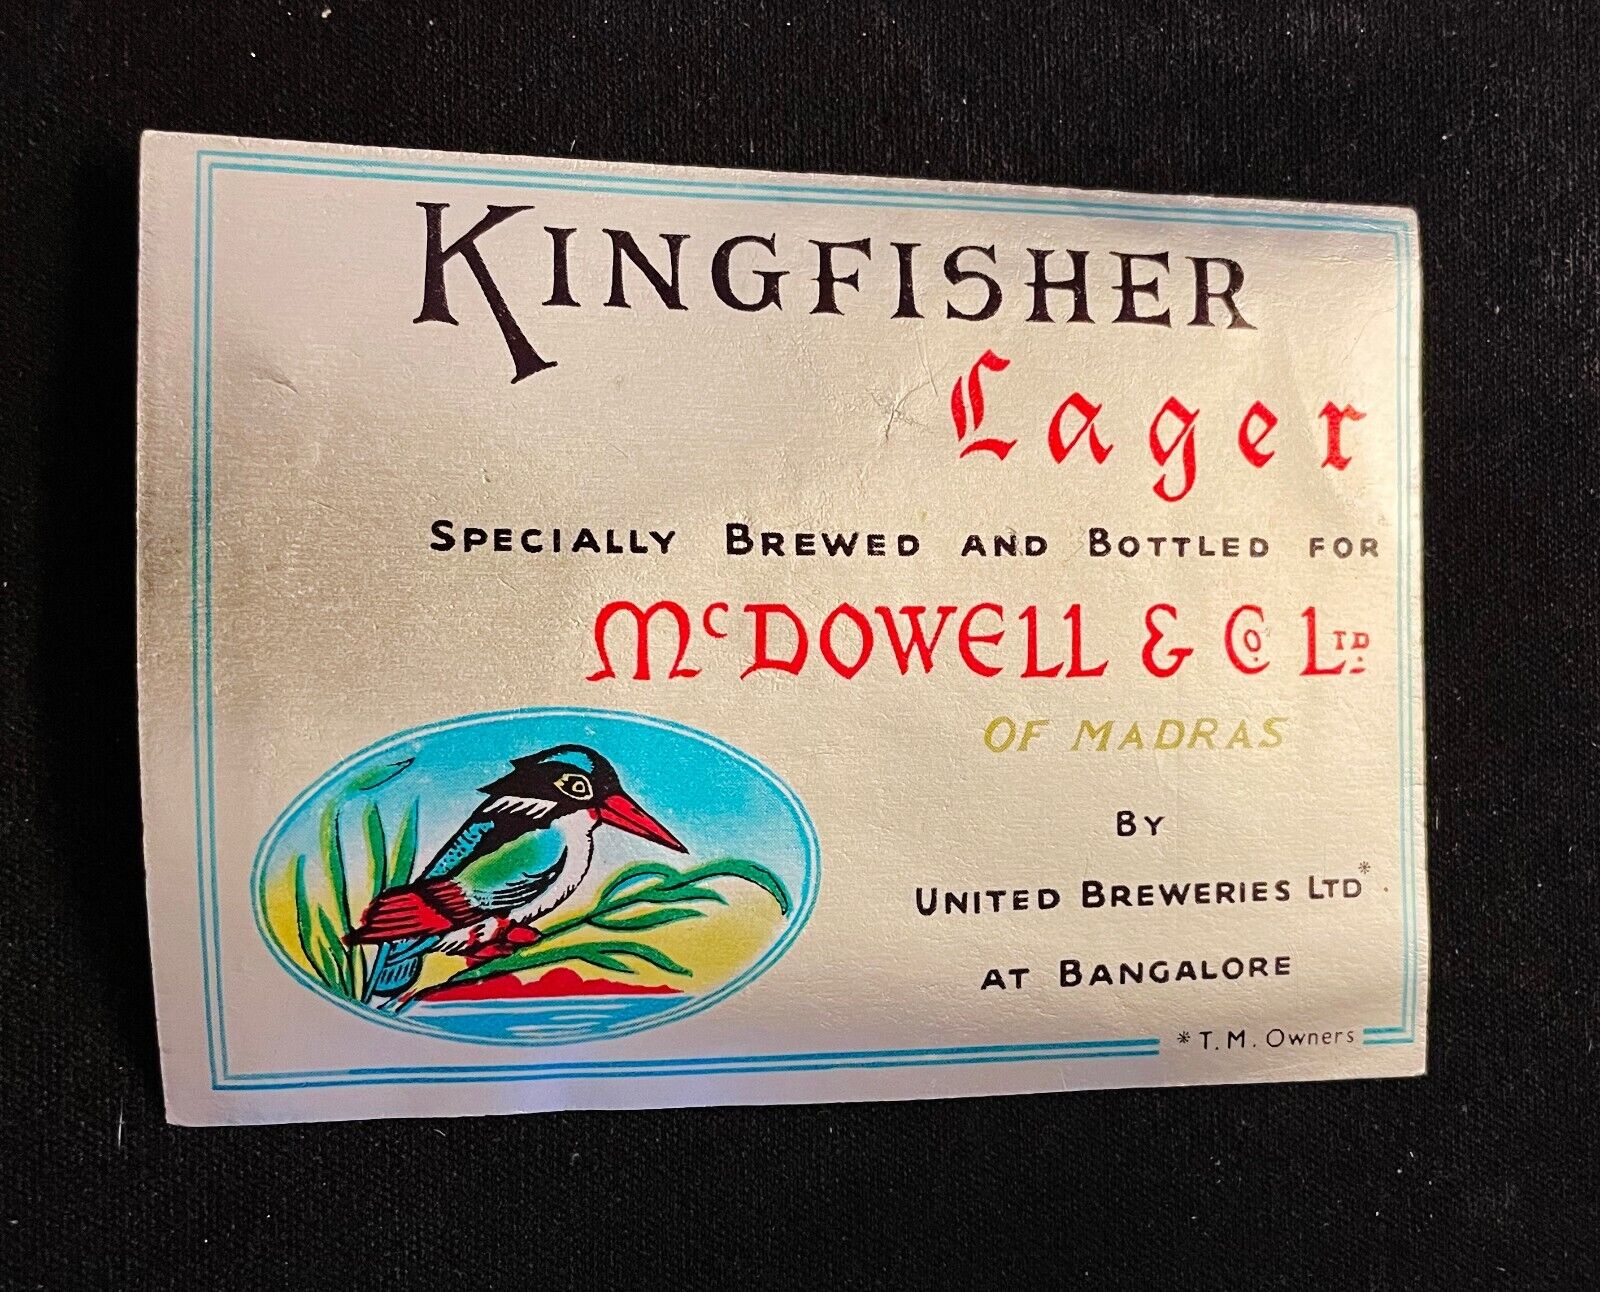 KINGFISHER
Lager
SPECIALLY BREWED AND BOTTLED FOR
McDOWELL & Co. LTD.
OF MADRAS
BY
UNITED BREWERIES LTD*
AT BANGALORE
* T. M. Owners